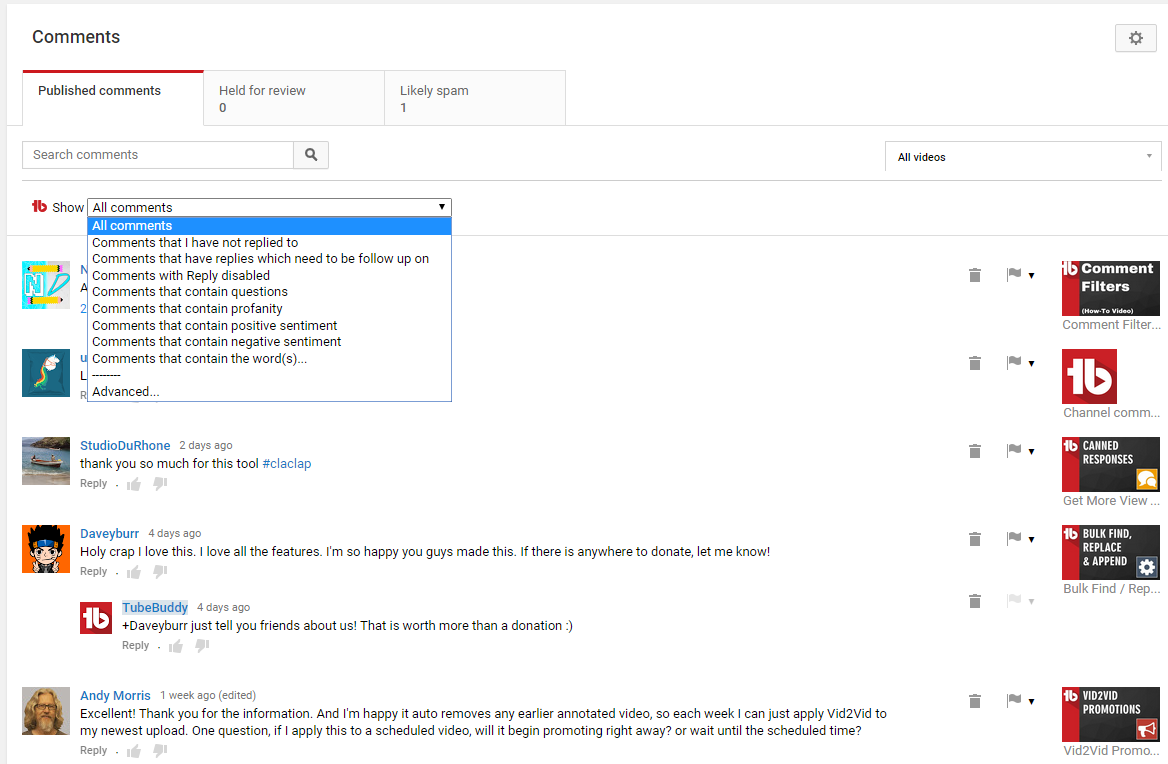 Comments
Published comments
Held for review
0
Likely spam
1
Search comments
All videos
Show
All comments
All comments
Comments that I have not replied to
Comments that have replies which need to be follow up on
Comments with Reply disabled
Comments that contain questions
Comments that contain profanity
Comments that contain positive sentiment
Comments that contain negative sentiment
Comments that contain the word(s)...
--------
Advanced...
N
A
2
Comment
Filters
(How-To Video)
Comment Filter...
u
L
Channel comm...
StudioDuRhone 2 days ago
thank you so much for this tool #claclap
Reply .
CANNED
RESPONSES
Get More View ...
Daveyburr 4 days ago
Holy crap I love this. I love all the features. I'm so happy you guys made this. If there is anywhere to donate, let me know!
Reply .
BULK FIND,
REPLACE
& APPEND
Bulk Find / Rep...
TubeBuddy 4 days ago
+Daveyburr just tell you friends about us! That is worth more than a donation :)
Reply .
Andy Morris 1 week ago (edited)
Excellent! Thank you for the information. And I'm happy it auto removes any earlier annotated video, so each week I can just apply Vid2Vid to
my newest upload. One question, if I apply this to a scheduled video, will it begin promoting right away? or wait until the scheduled time?
Reply .
VID2VID
PROMOTIONS
Vid2Vid Promo...